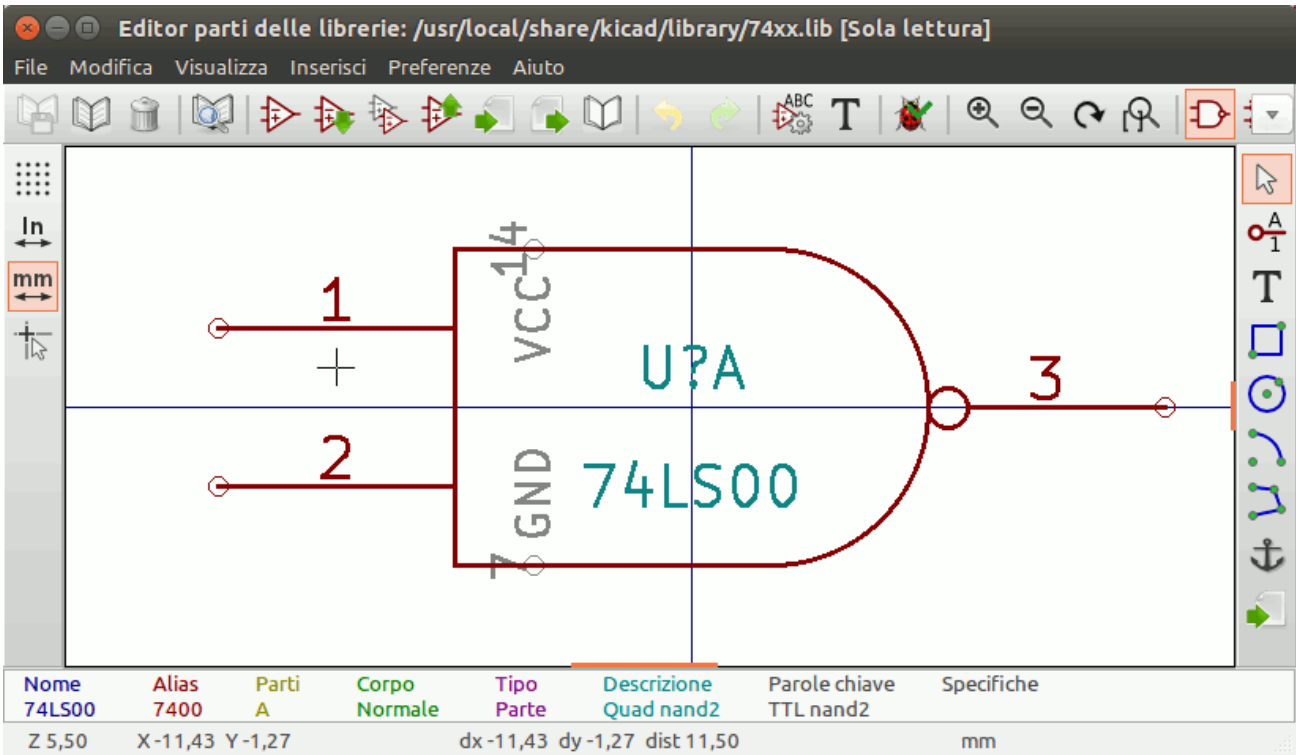 Editor parti delle librerie: /usr/local/share/kicad/library/74xx.lib [Sola lettura]
File Modifica Visualizza Inserisci Preferenze Aiuto
ABC T
In
mm
A
1
T
14
VCC
1
U?A
3
2
GND
74LS00
7
Nome Alias Parti Corpo Tipo Descrizione Parole chiave Specifiche
74LS00 7400 A Normale Parte Quad nand2 TTL nand2
Z 5,50 X -11,43 Y -1,27 dx -11,43 dy -1,27 dist 11,50 mm